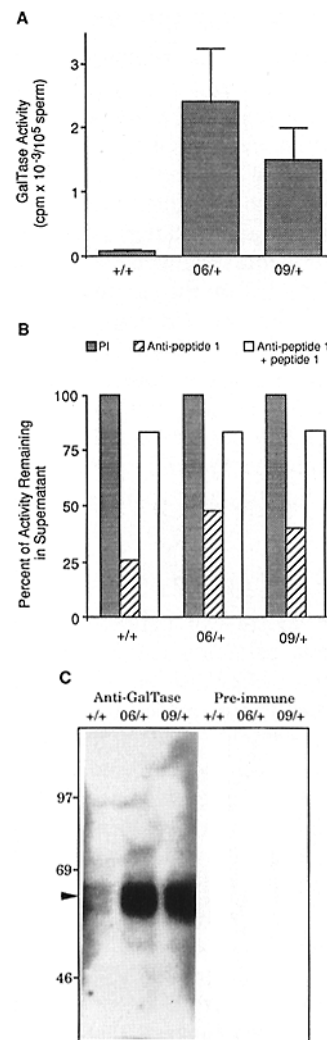 A
GalTase Activity
(cpm x 10⁻³/10⁵ sperm)
3
2
1
0
+/+ 06/+ 09/+
B
PI Anti-peptide 1 Anti-peptide 1
+ peptide 1
Percent of Activity Remaining
in Supernatant
100
75
50
25
0
+/+ 06/+ 09/+
C
Anti-GalTase Pre-immune
+/+ 06/+ 09/+ +/+ 06/+ 09/+
97-
69-
46-